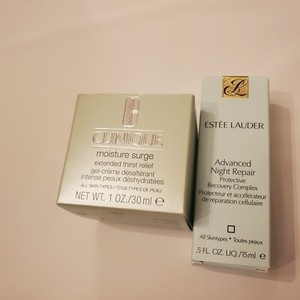 CLINIQUE
moisture surge
extended thirst relief
gel-crème désaltérant
intense peaux déshydratées
ALL SKIN TYPES/TOUS TYPES DE PEAU
NET WT. 1 OZ./30 ml e
ESTĒE LAUDER
Advanced
Night Repair
Protective
Recovery Complex
Protecteur et accélérateur
de réparation cellulaire
All Skintypes • Toutes peaux
.5 FL. OZ. LIQ./15 ml e